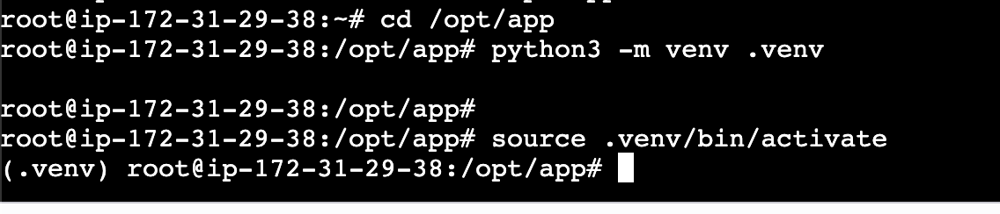 root@ip-172-31-29-38:~# cd /opt/app
root@ip-172-31-29-38:/opt/app# python3 -m venv .venv
root@ip-172-31-29-38:/opt/app#
root@ip-172-31-29-38:/opt/app# source .venv/bin/activate
(.venv) root@ip-172-31-29-38:/opt/app#